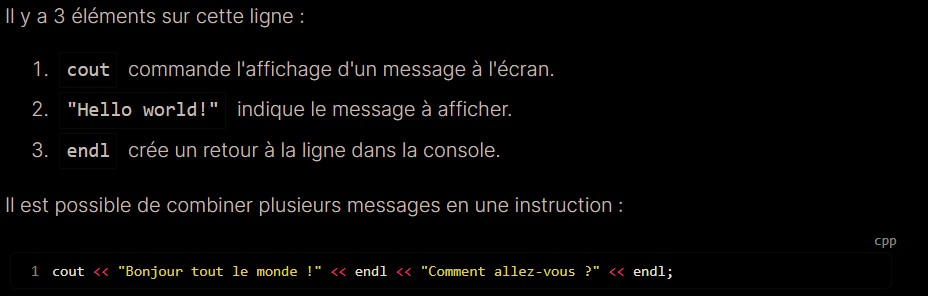 Il y a 3 éléments sur cette ligne :
1. cout commande l'affichage d'un message à l'écran.
2. "Hello world!" indique le message à afficher.
3. endl crée un retour à la ligne dans la console.
Il est possible de combiner plusieurs messages en une instruction :
cpp
1 cout << "Bonjour tout le monde !" << endl << "Comment allez-vous ?" << endl;